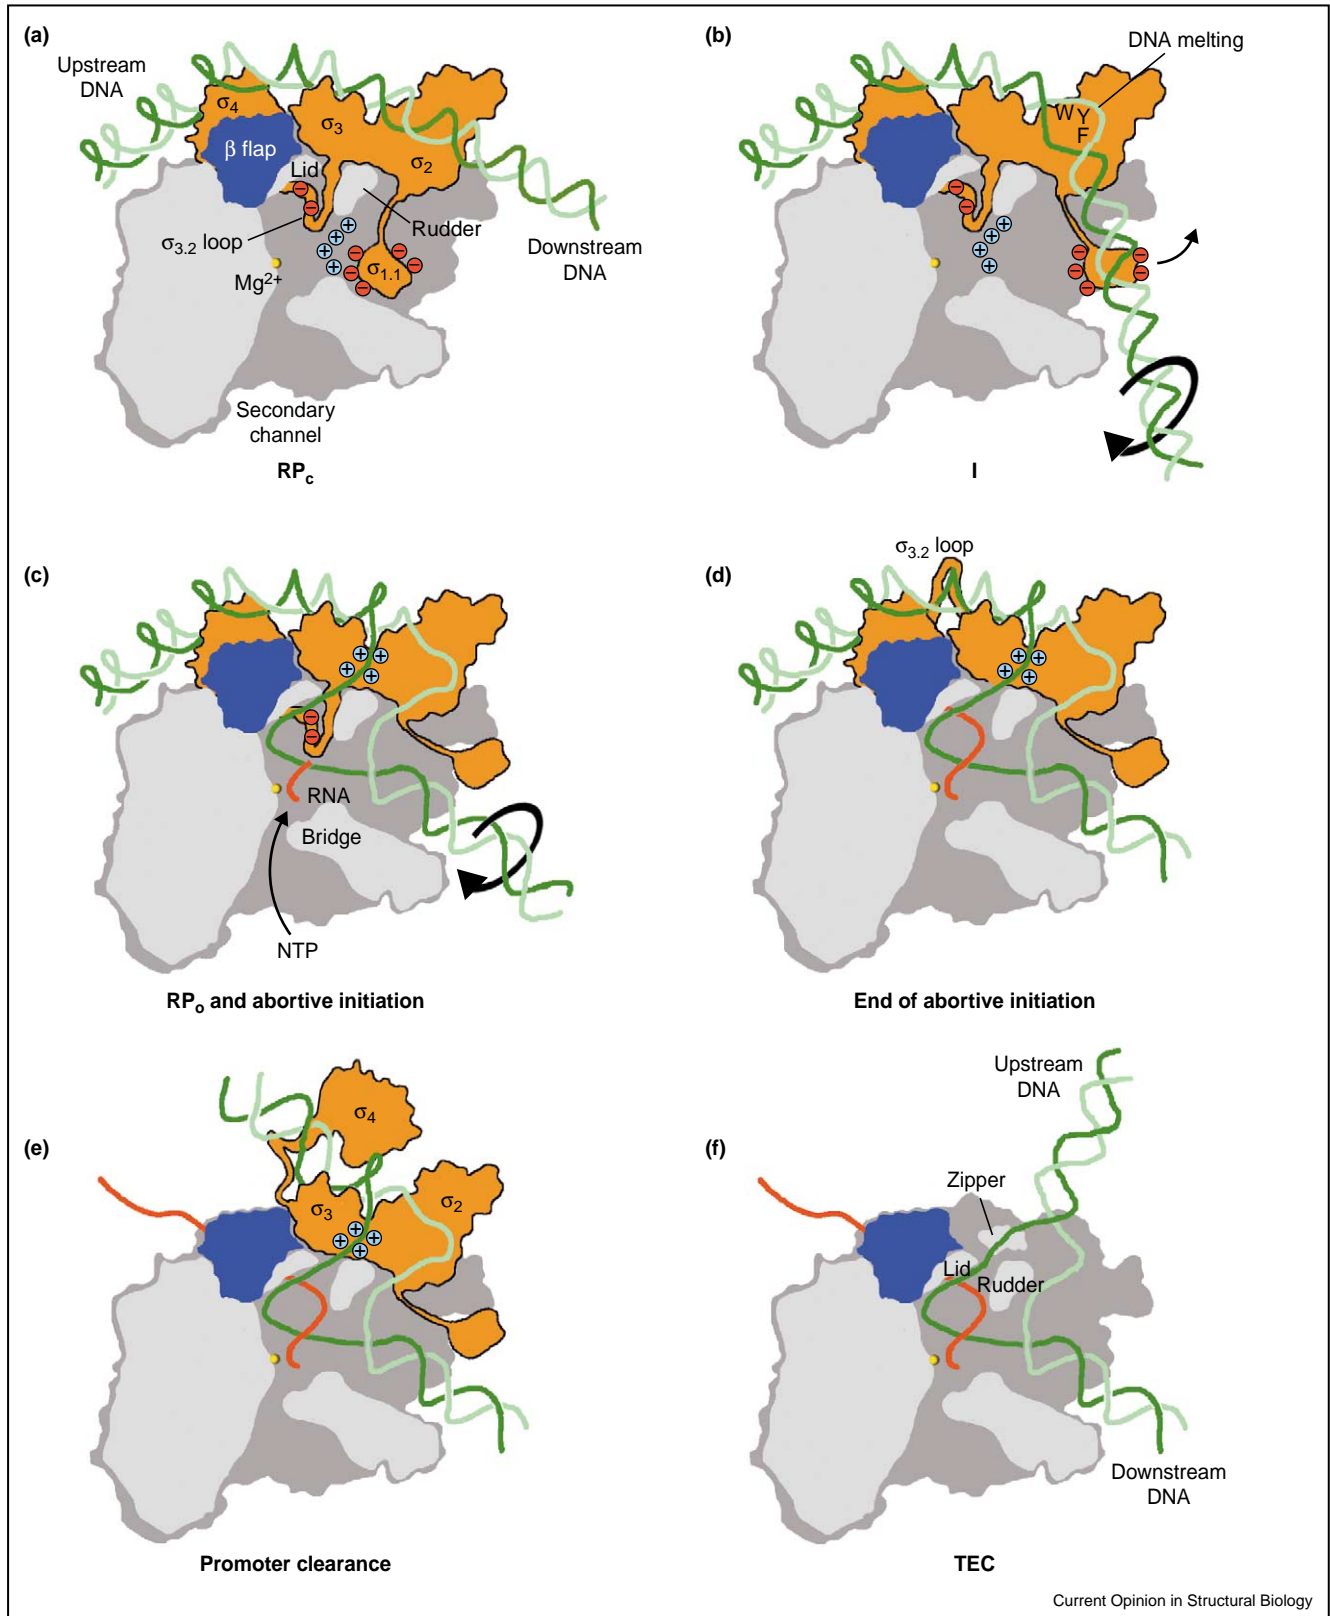 (a)
Upstream
DNA
σ4
σ3
β flap
σ2
Lid
Rudder
σ3.2 loop
σ1.1
Downstream
DNA
Mg2+
Secondary
channel
RPc
(b)
DNA melting
W Y
F
I
(c)
RNA
Bridge
NTP
RPo and abortive initiation
(d)
σ3.2 loop
End of abortive initiation
(e)
σ4
σ3
σ2
Promoter clearance
(f)
Upstream
DNA
Zipper
Lid
Rudder
Downstream
DNA
TEC
Current Opinion in Structural Biology